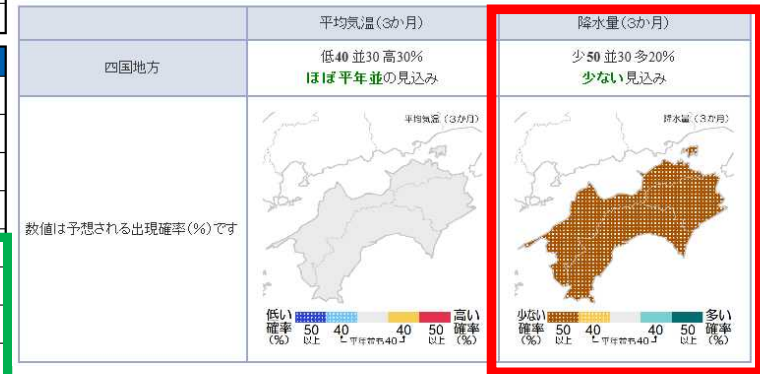 平均気温(3か月)
降水量(3か月)
四国地方
低40 並30 高30%
ほぼ平年並の見込み
少50 並30 多20%
少ない見込み
数値は予想される出現確率(%)です
平均気温(3か月)
降水量(3か月)
低い 高い
確率 50 40 40 50 確率
(%) 以上 平年並も40 以上 (%)
少ない 多い
確率 50 40 40 50 確率
(%) 以上 平年並も40 以上 (%)